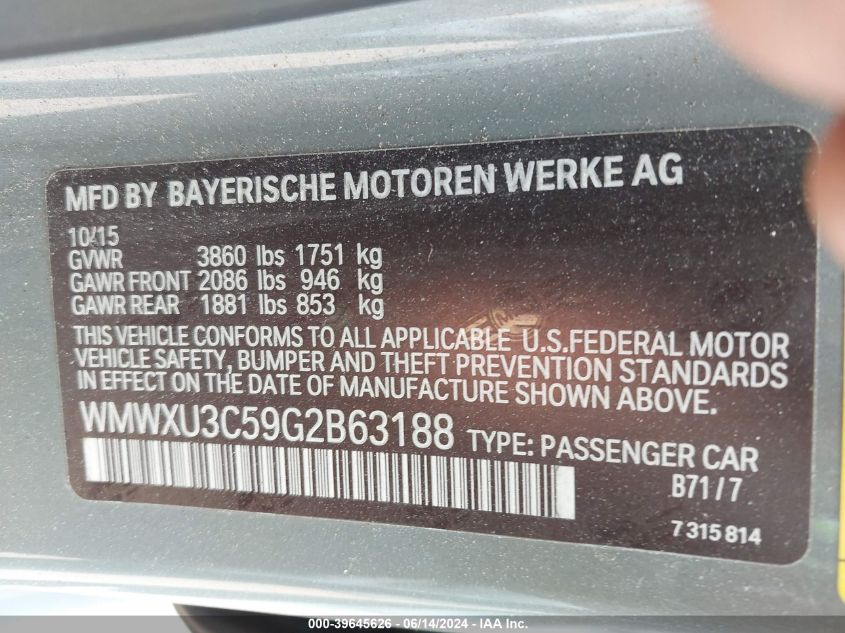 MFD BY BAYERISCHE MOTOREN WERKE AG
10/15
GVWR 3860 lbs 1751 kg
GAWR FRONT 2086 lbs 946 kg
GAWR REAR 1881 lbs 853 kg
THIS VEHICLE CONFORMS TO ALL APPLICABLE U.S.FEDERAL MOTOR
VEHICLE SAFETY, BUMPER AND THEFT PREVENTION STANDARDS
IN EFFECT ON THE DATE OF MANUFACTURE SHOWN ABOVE.
WMWXU3C59G2B63188 TYPE: PASSENGER CAR
B71/7
7315814
000-39645626 - 06/14/2024 - IAA Inc.